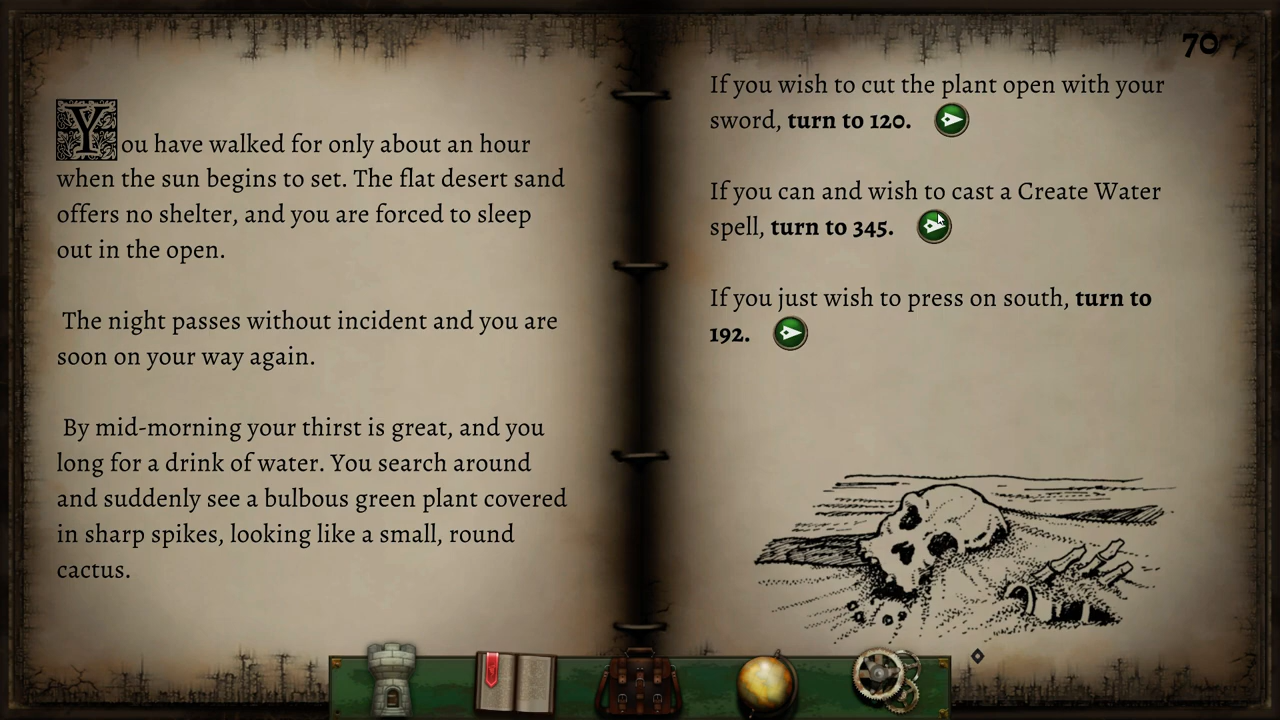 You have walked for only about an hour
when the sun begins to set. The flat desert sand
offers no shelter, and you are forced to sleep
out in the open.
The night passes without incident and you are
soon on your way again.
By mid-morning your thirst is great, and you
long for a drink of water. You search around
and suddenly see a bulbous green plant covered
in sharp spikes, looking like a small, round
cactus.
70
If you wish to cut the plant open with your
sword, turn to 120.
If you can and wish to cast a Create Water
spell, turn to 345.
If you just wish to press on south, turn to
192.